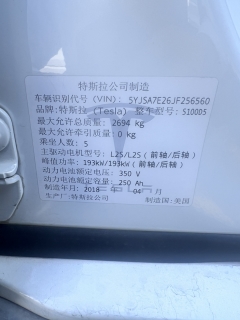 特斯拉公司制造
车辆识别代号（VIN）：5YJSA7E26JF256560
品牌：特斯拉（Tesla） 整车型号：S100D5
最大允许总质量：2694 kg
最大允许牵引质量：0 kg
乘坐人数：5
主驱动电机型号：L2S/L2S（前轴/后轴）
峰值功率：193kW/193kW（前轴/后轴）
动力电池额定电压：350 V
动力电池额定容量：250 Ah
制造年月：2018 年 04 月
生产厂：特斯拉公司 制造国：美国